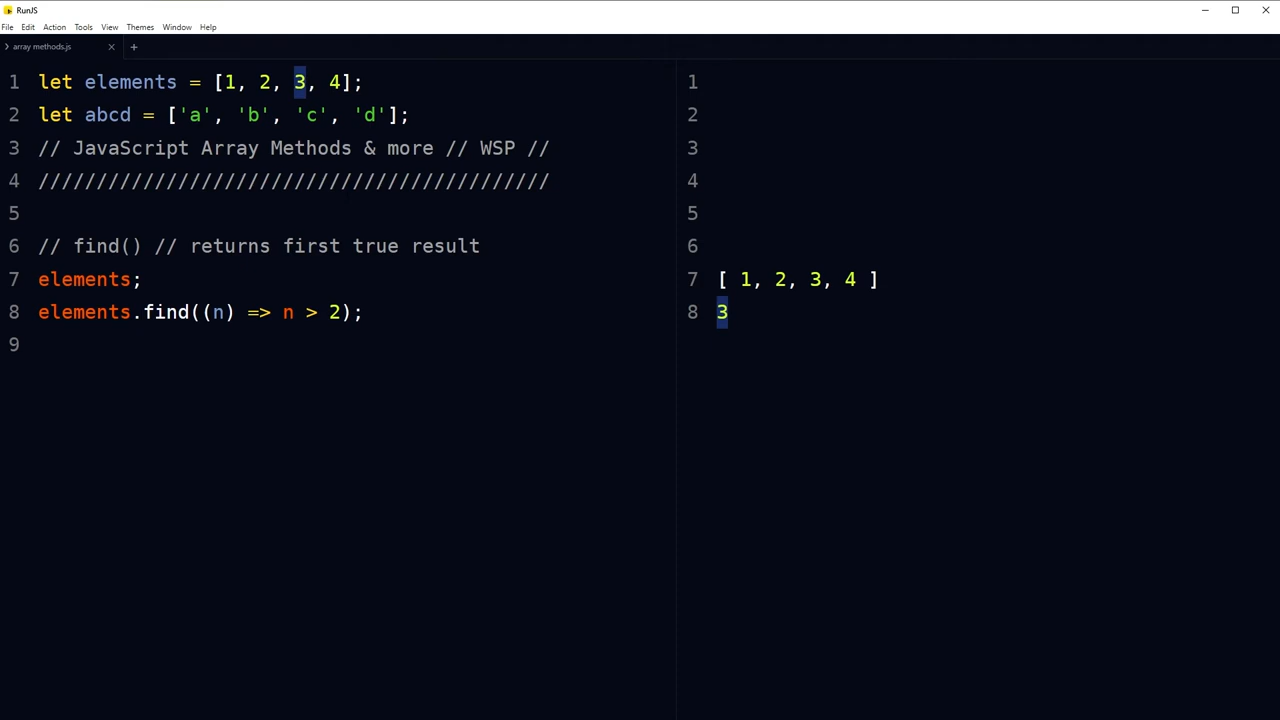 RunJS
File Edit Action Tools View Themes Window Help
array methods.js
1 let elements = [1, 2, 3, 4];
2 let abcd = ['a', 'b', 'c', 'd'];
3 // JavaScript Array Methods & more // WSP //
4 ////////////////////////////////////////////
5
6 // find() // returns first true result
7 elements;
8 elements.find((n) => n > 2);
9
1
2
3
4
5
6
7 [ 1, 2, 3, 4 ]
8 3